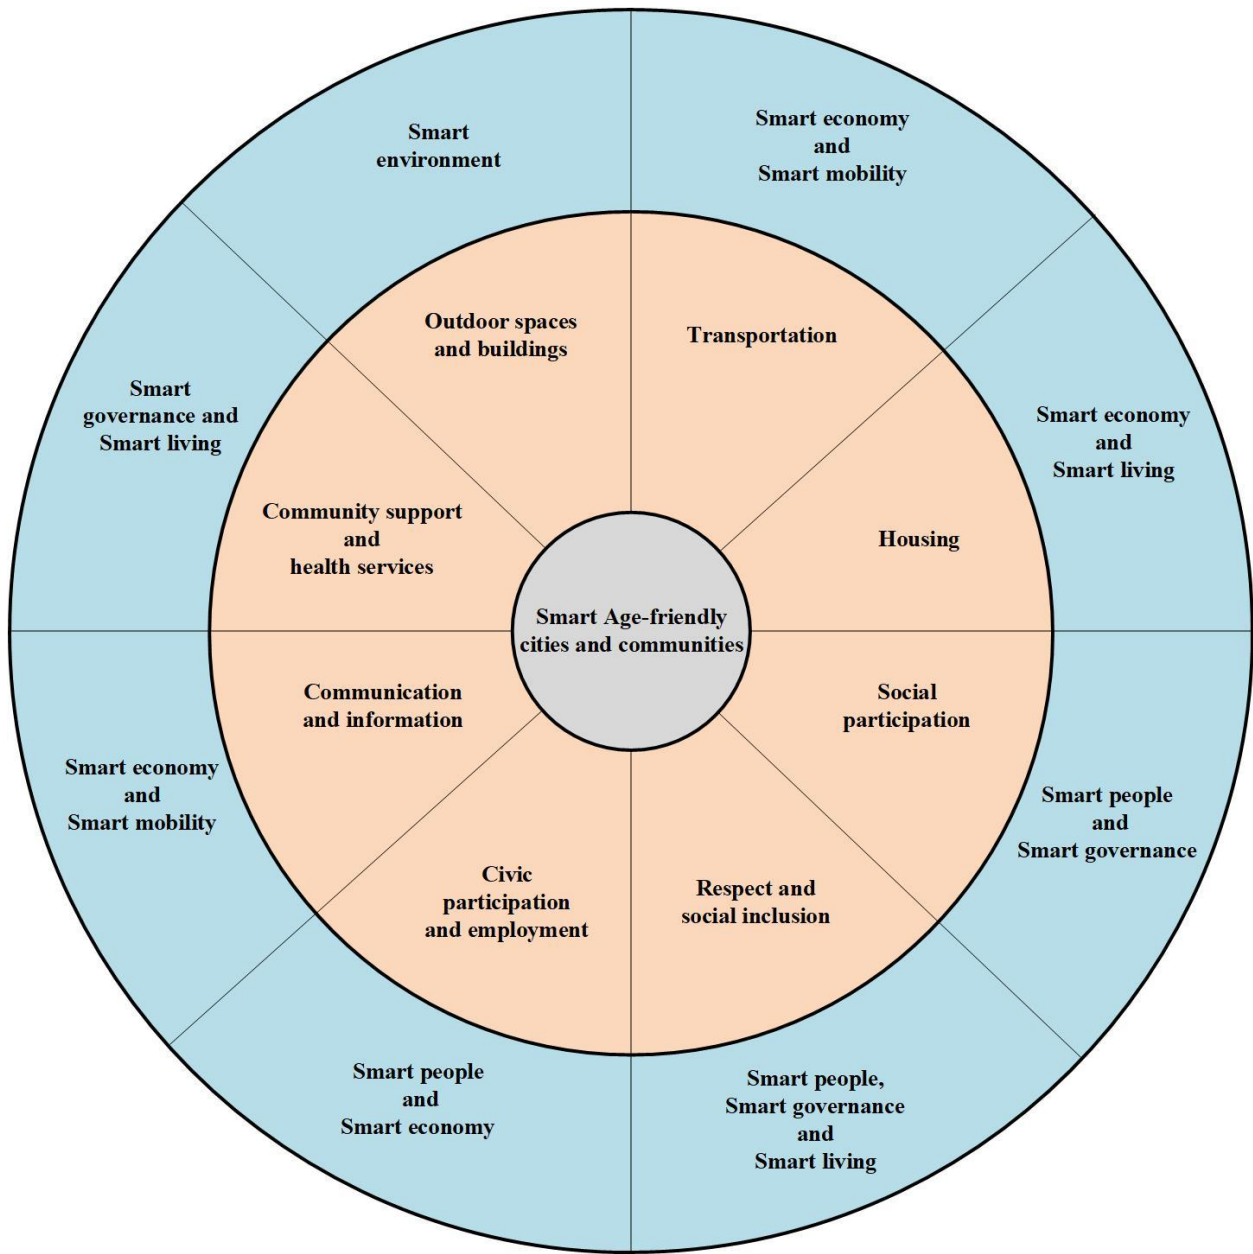 Smart
environment
Smart economy
and
Smart mobility
Smart
governance and
Smart living
Outdoor spaces
and buildings
Transportation
Smart economy
and
Smart living
Community support
and
health services
Housing
Smart Age-friendly
cities and communities
Communication
and information
Social
participation
Smart economy
and
Smart mobility
Smart people
and
Smart governance
Civic
participation
and employment
Respect and
social inclusion
Smart people
and
Smart economy
Smart people,
Smart governance
and
Smart living